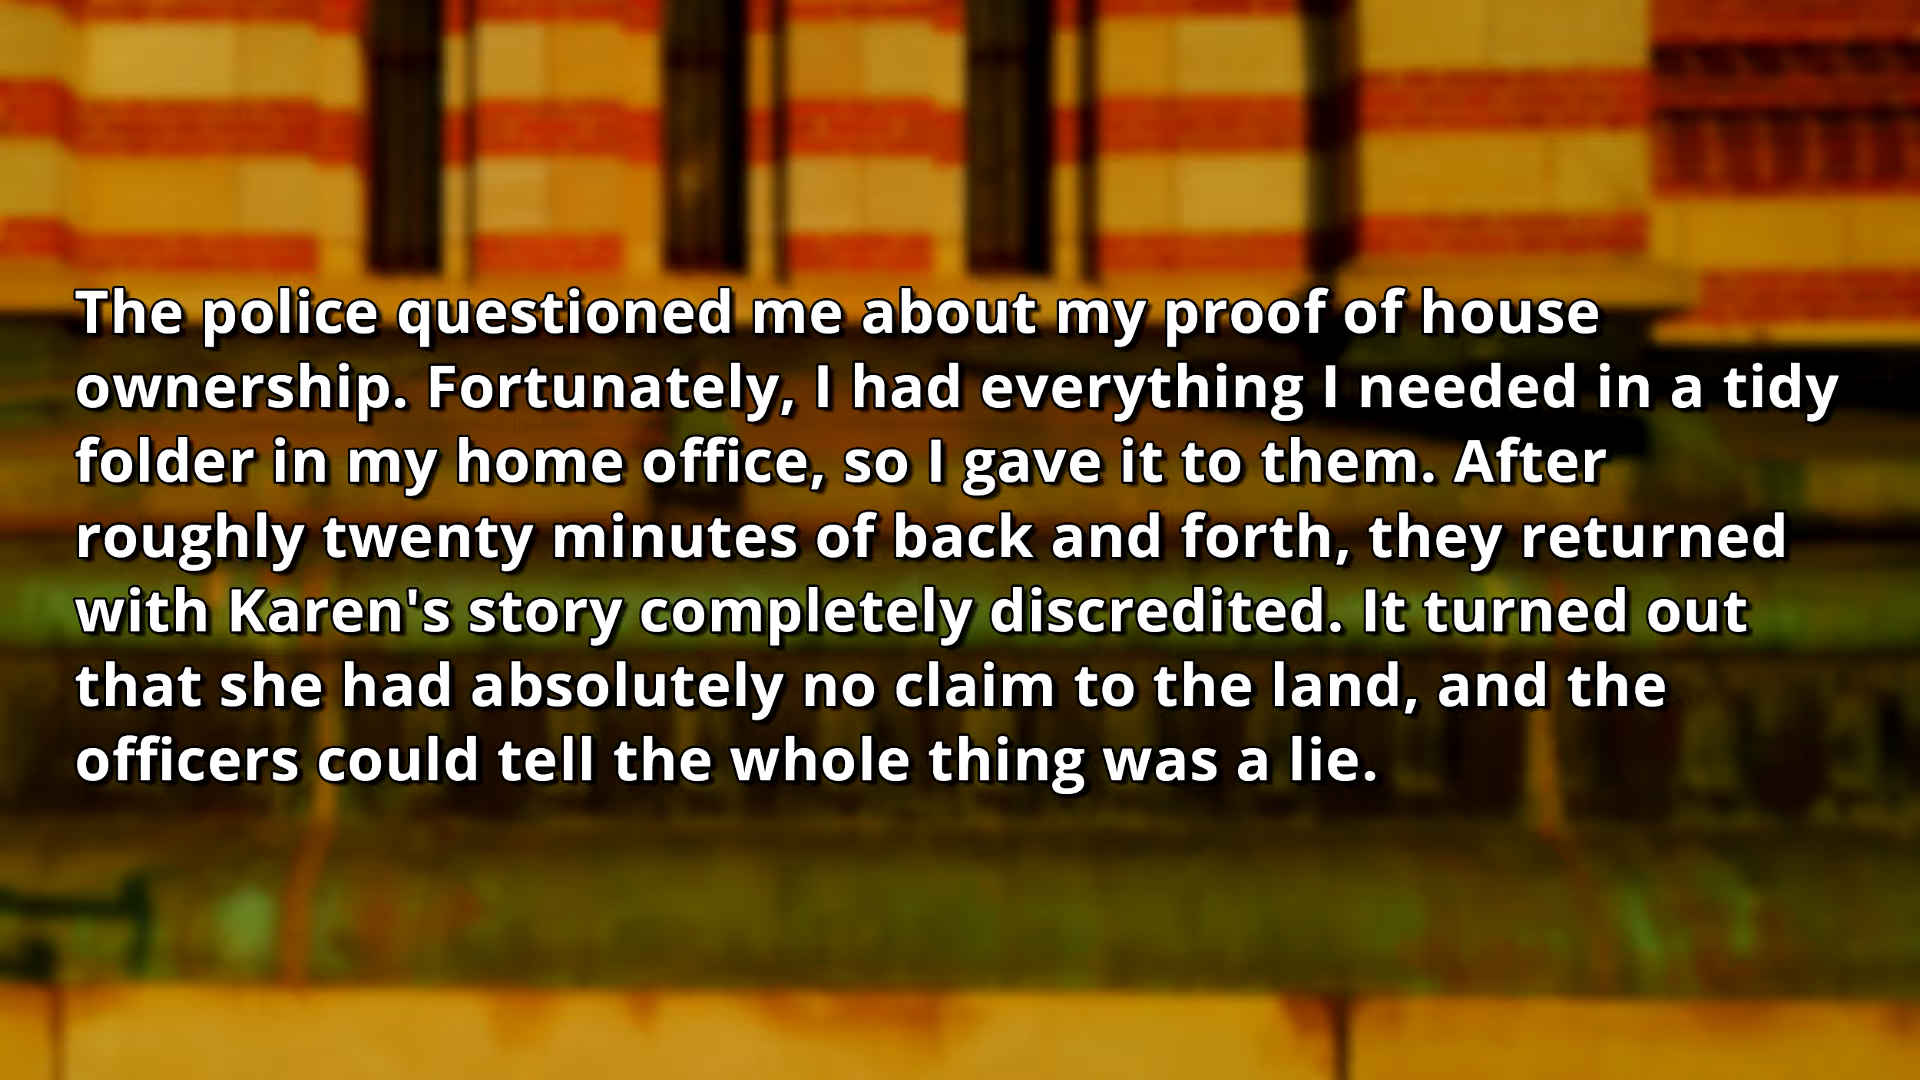 The police questioned me about my proof of house
ownership. Fortunately, I had everything I needed in a tidy
folder in my home office, so I gave it to them. After
roughly twenty minutes of back and forth, they returned
with Karen's story completely discredited. It turned out
that she had absolutely no claim to the land, and the
officers could tell the whole thing was a lie.